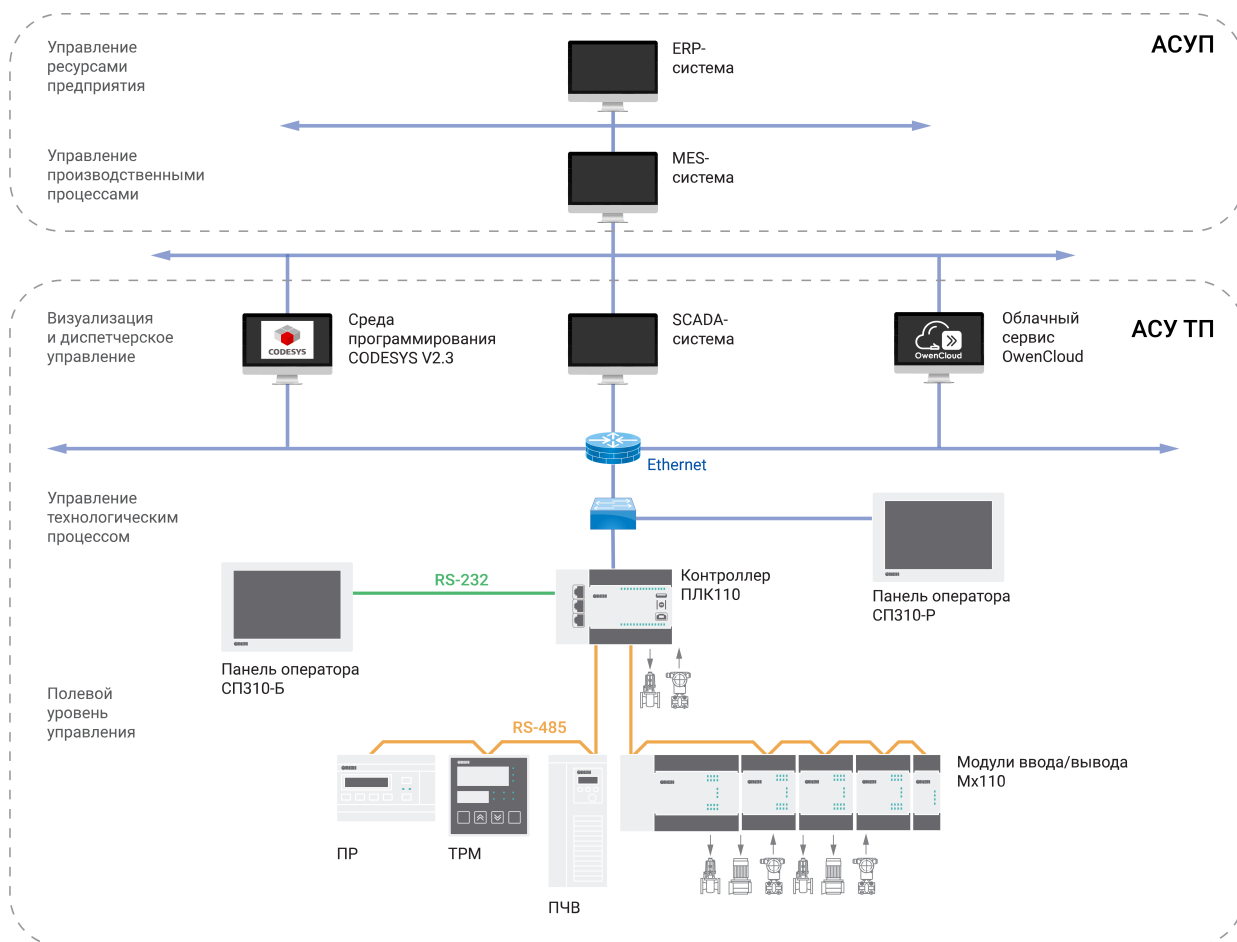 Управление
ресурсами
предприятия
ERP-
система
АСУП
Управление
производственными
процессами
MES-
система
Визуализация
и диспетчерское
управление
CODESYS
Среда
программирования
CODESYS V2.3
SCADA-
система
OwenCloud
Облачный
сервис
OwenCloud
АСУ ТП
Ethernet
Управление
технологическим
процессом
RS-232
Контроллер
ПЛК110
Панель оператора
СП310-Р
Панель оператора
СП310-Б
Полевой
уровень
управления
RS-485
Модули ввода/вывода
Мх110
ПР
ТРМ
ПЧВ